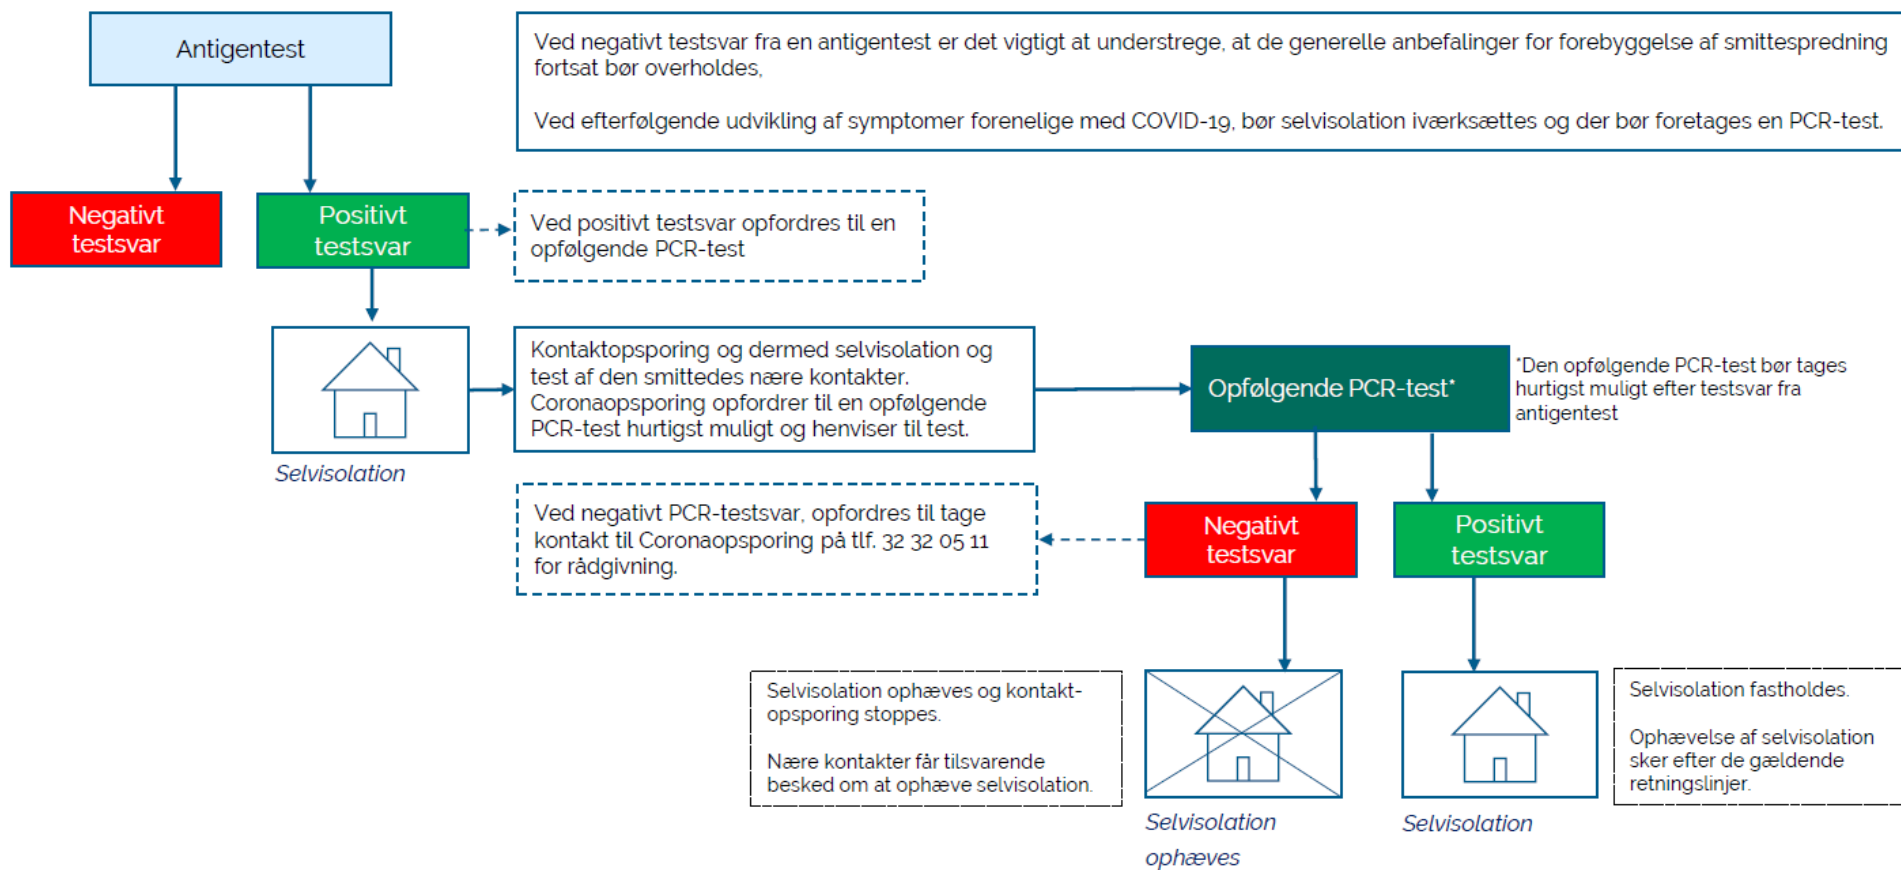 Antigentest
Ved negativt testsvar fra en antigentest er det vigtigt at understrege, at de generelle anbefalinger for forebyggelse af smittespredning
fortsat bør overholdes,
Ved efterfølgende udvikling af symptomer forenelige med COVID-19, bør selvisolation iværksættes og der bør foretages en PCR-test.
Negativt
testsvar
Positivt
testsvar
Ved positivt testsvar opfordres til en
opfølgende PCR-test
Selvisolation
Kontaktopsporing og dermed selvisolation og
test af den smittedes nære kontakter.
Coronaopsporing opfordrer til en opfølgende
PCR-test hurtigst muligt og henviser til test.
Opfølgende PCR-test*
*Den opfølgende PCR-test bør tages
hurtigst muligt efter testsvar fra
antigentest
Ved negativt PCR-testsvar, opfordres til tage
kontakt til Coronaopsporing på tlf. 32 32 05 11
for rådgivning.
Negativt
testsvar
Positivt
testsvar
Selvisolation ophæves og kontakt-
opsporing stoppes.
Nære kontakter får tilsvarende
besked om at ophæve selvisolation.
Selvisolation
ophæves
Selvisolation
Selvisolation fastholdes.
Ophævelse af selvisolation
sker efter de gældende
retningslinjer.